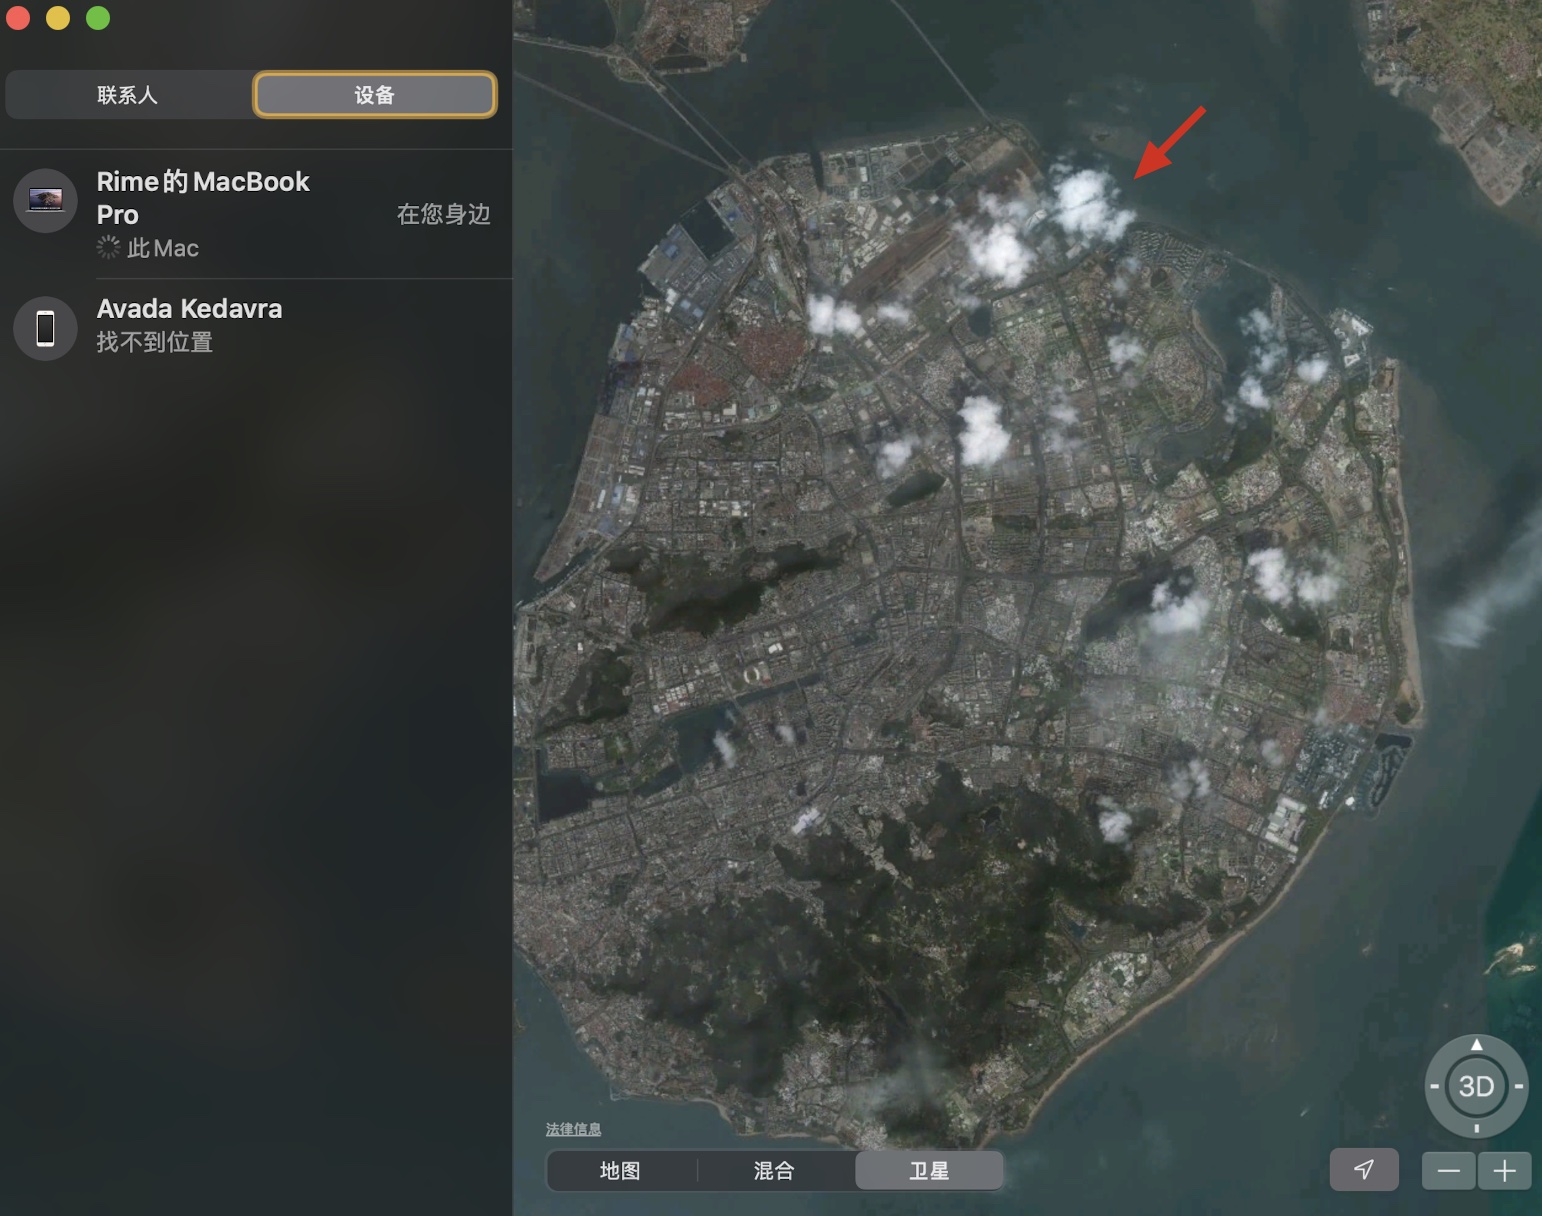 联系人
设备
Rime的MacBook
Pro
在您身边
此Mac
Avada Kedavra
找不到位置
3D
法律信息
地图
混合
卫星